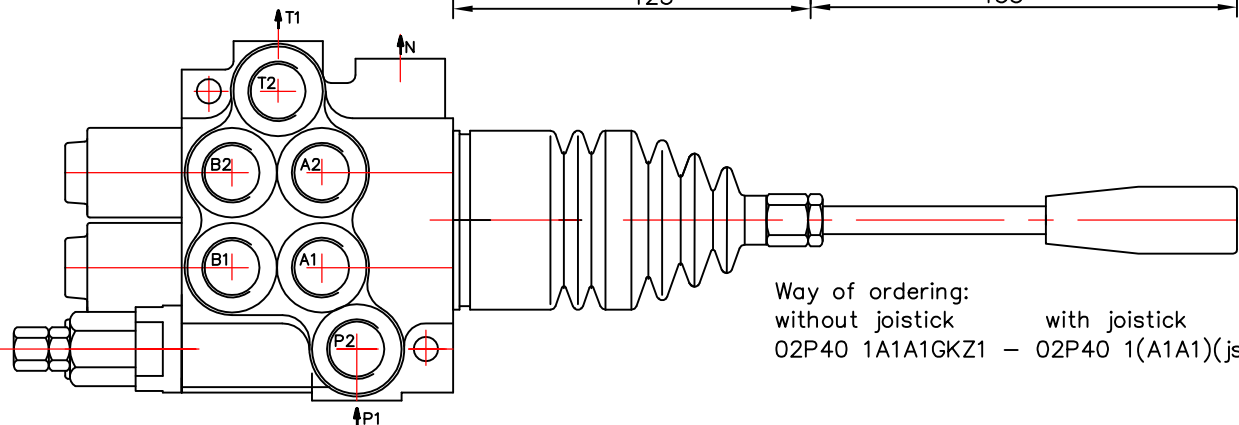 T1
N
T2
B2 A2
B1 A1
P2
P1
Way of ordering:
without joistick with joistick
02P40 1A1A1GKZ1 – 02P40 1(A1A1)(js